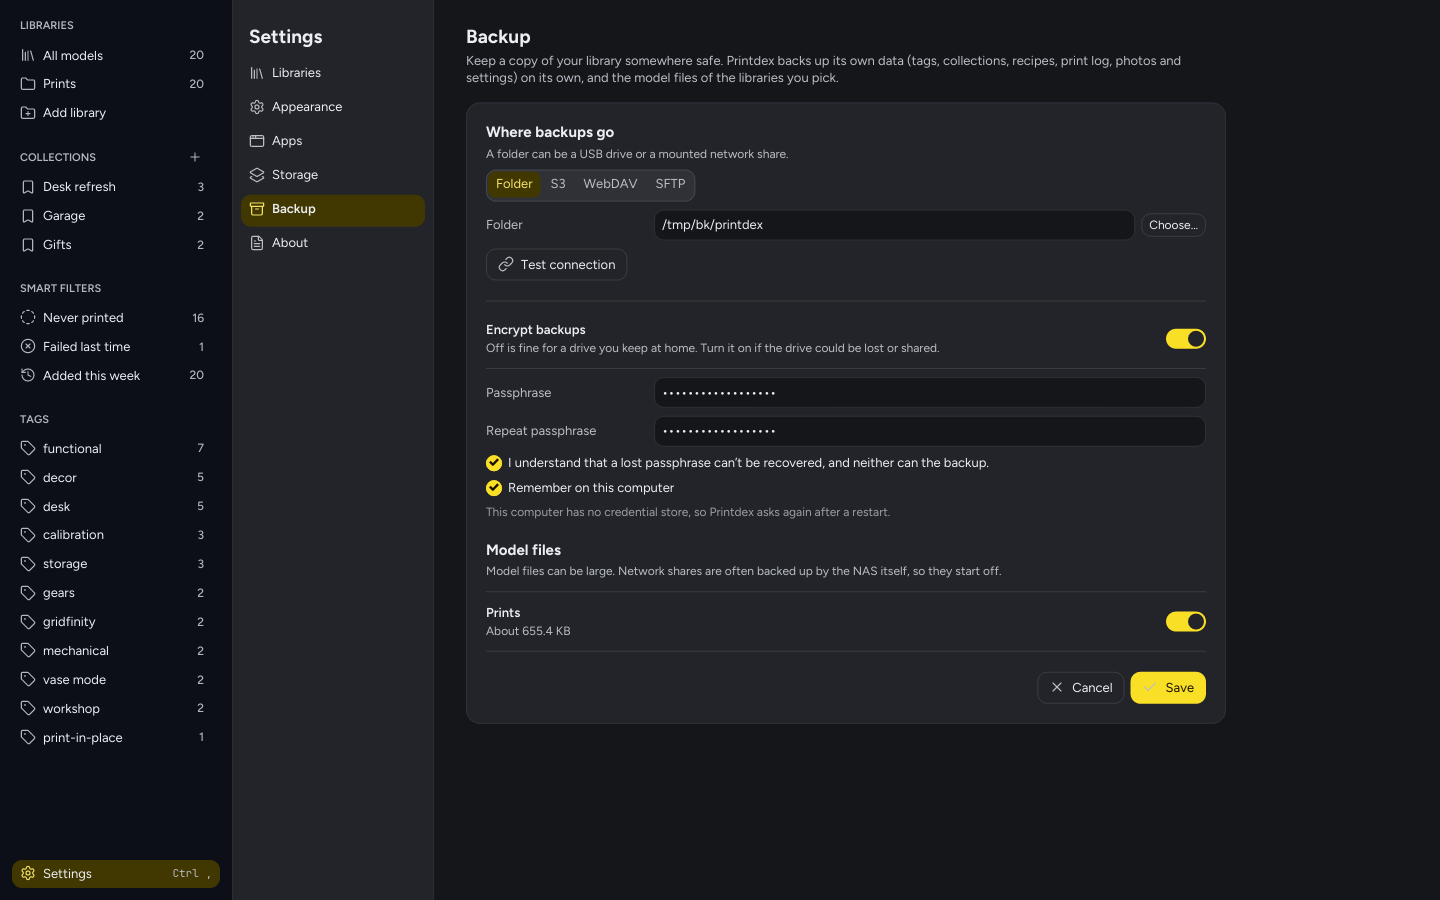 LIBRARIES
All models 20
Prints 20
Add library
COLLECTIONS +
Desk refresh 3
Garage 2
Gifts 2
SMART FILTERS
Never printed 16
Failed last time 1
Added this week 20
TAGS
functional 7
decor 5
desk 5
calibration 3
storage 3
gears 2
gridfinity 2
mechanical 2
vase mode 2
workshop 2
print-in-place 1
Settings Ctrl ,
Settings
Libraries
Appearance
Apps
Storage
Backup
About
Backup
Keep a copy of your library somewhere safe. Printdex backs up its own data (tags, collections, recipes, print log, photos and
settings) on its own, and the model files of the libraries you pick.
Where backups go
A folder can be a USB drive or a mounted network share.
Folder S3 WebDAV SFTP
Folder /tmp/bk/printdex Choose...
Test connection
Encrypt backups
Off is fine for a drive you keep at home. Turn it on if the drive could be lost or shared.
Passphrase ••••••••••••••••••
Repeat passphrase ••••••••••••••••••
I understand that a lost passphrase can't be recovered, and neither can the backup.
Remember on this computer
This computer has no credential store, so Printdex asks again after a restart.
Model files
Model files can be large. Network shares are often backed up by the NAS itself, so they start off.
Prints
About 655.4 KB
Cancel Save